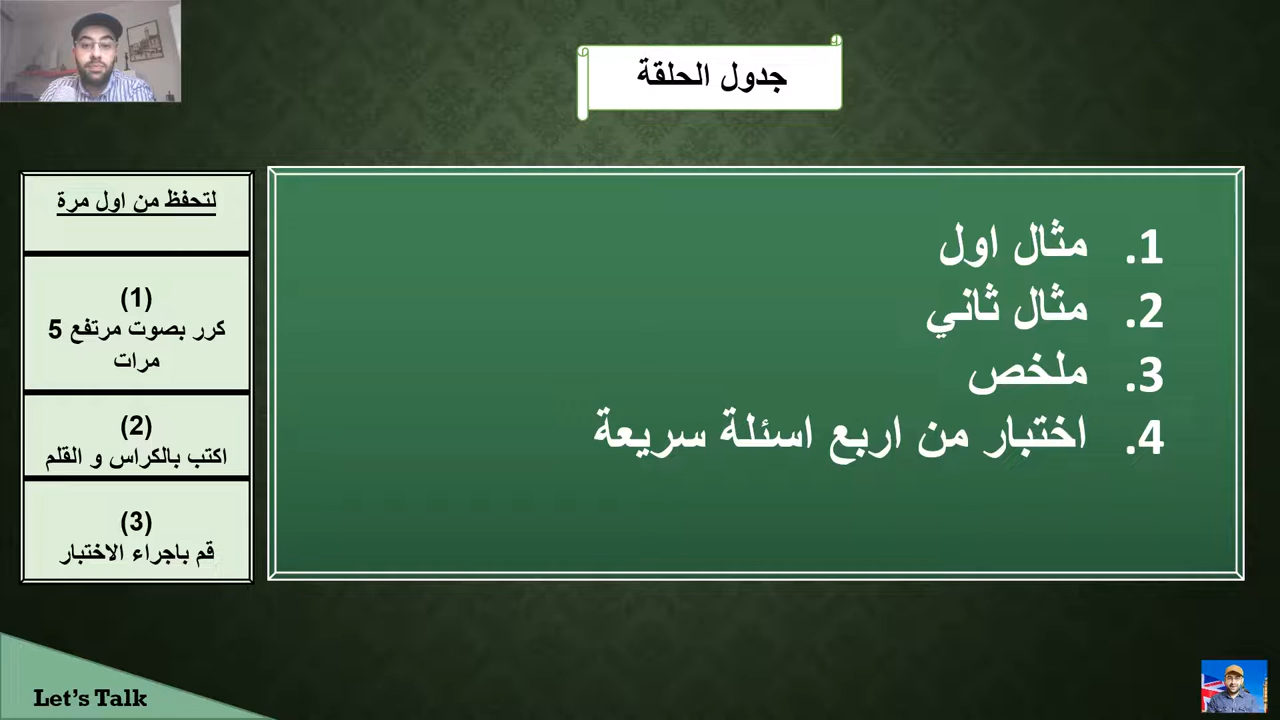 جدول الحلقة
1. مثال اول
2. مثال ثاني
3. ملخص
4. اختبار من اربع اسئلة سريعة
لتحفظ من اول مرة
(1)
كرر بصوت مرتفع 5
مرات
(2)
اكتب بالكراس و القلم
(3)
قم باجراء الاختبار
Let's Talk